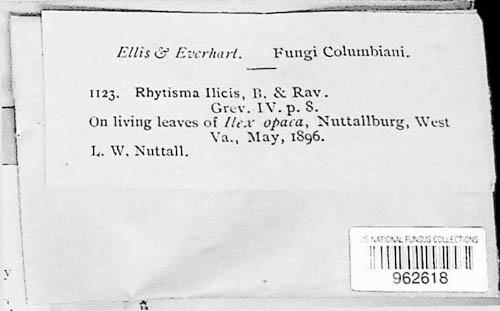 Ellis & Everhart. Fungi Columbiani.
1123. Rhytisma Ilicis, B. & Rav.
Grev. IV. p. 8.
On living leaves of Ilex opaca, Nuttallburg, West
Va., May, 1896.
L. W. Nuttall.
US NATIONAL FUNGUS COLLECTIONS
962618